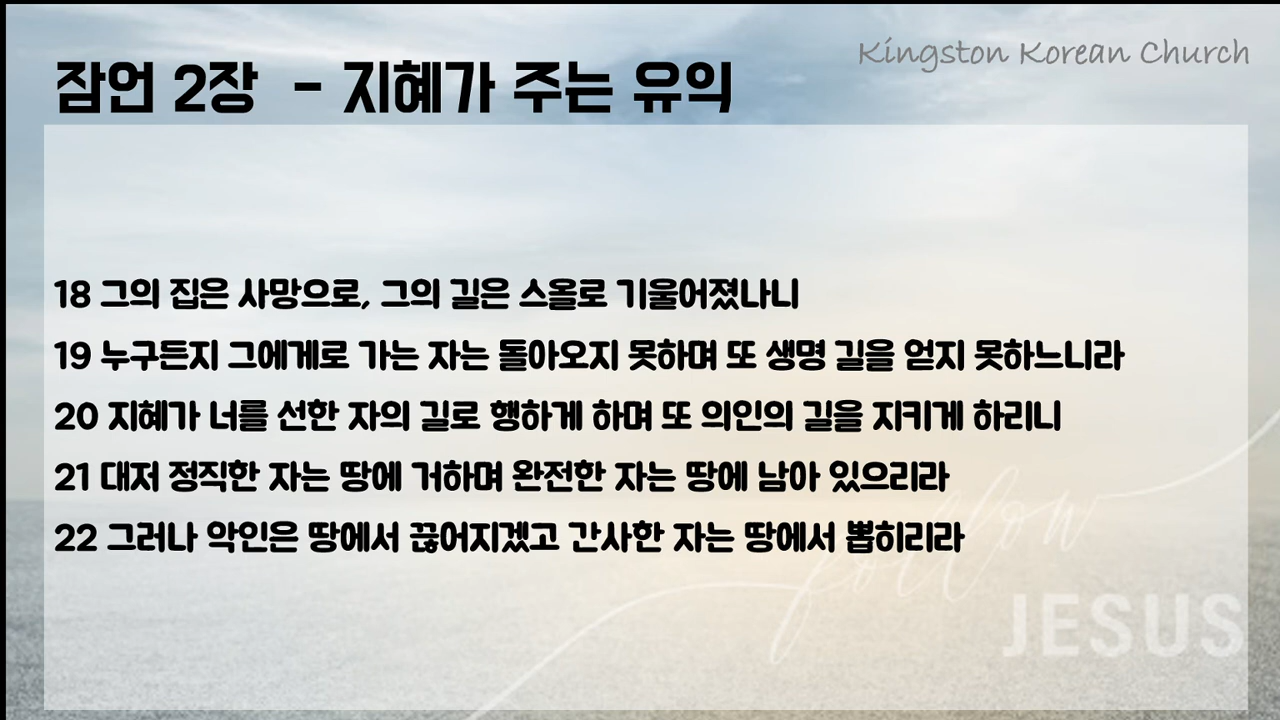 Kingston Korean Church
잠언 2장 - 지혜가 주는 유익
18 그의 집은 사망으로, 그의 길은 스올로 기울어졌나니
19 누구든지 그에게로 가는 자는 돌아오지 못하며 또 생명 길을 얻지 못하느니라
20 지혜가 너를 선한 자의 길로 행하게 하며 또 의인의 길을 지키게 하리니
21 대저 정직한 자는 땅에 거하며 완전한 자는 땅에 남아 있으리라
22 그러나 악인은 땅에서 끊어지겠고 간사한 자는 땅에서 뽑히리라
follow
JESUS